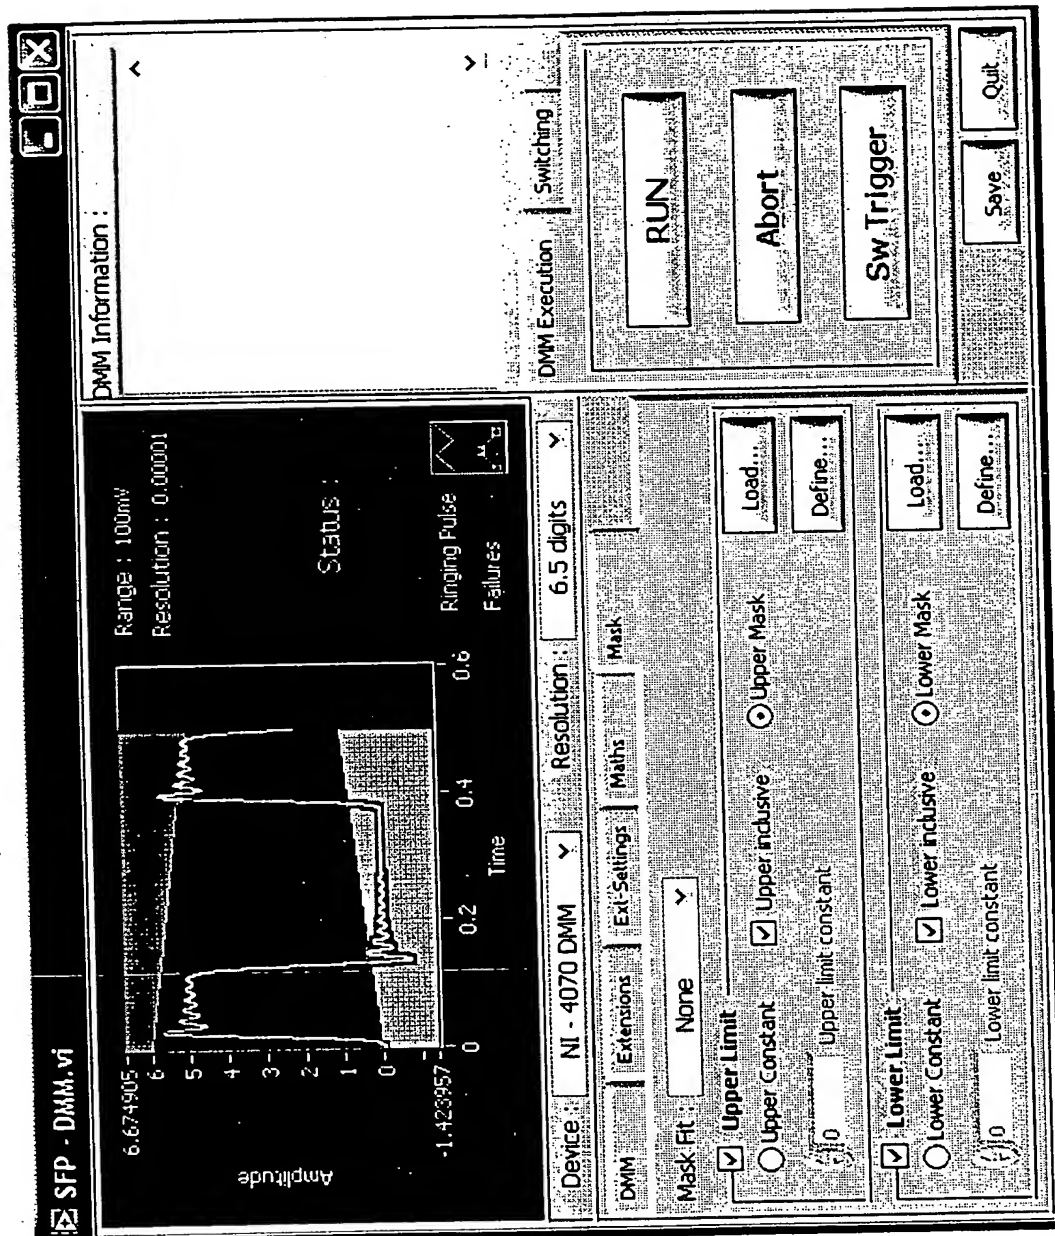 SFP - DMM.vi
6.674905
6
5
4
3
2
1
0
-1.423957
Amplitude
0
0.2
0.4
0.6
Time
Range : 100mV
Resolution : 0.00001
Status :
Ringing Pulse
Failures
DMM Information :
Device : NI - 4070 DMM Resolution : 6.5 digits
DMM Extensions Ext-Settings Maths Mask
Mask Fit : None
Upper Limit
Upper Constant Upper inclusive Upper Mask Load...
0 Upper limit constant Define...
Lower Limit
Lower Constant Lower inclusive Lower Mask Load...
0 Lower limit constant Define...
DMM Execution Switching
RUN
Abort
Sw Trigger
Save Quit